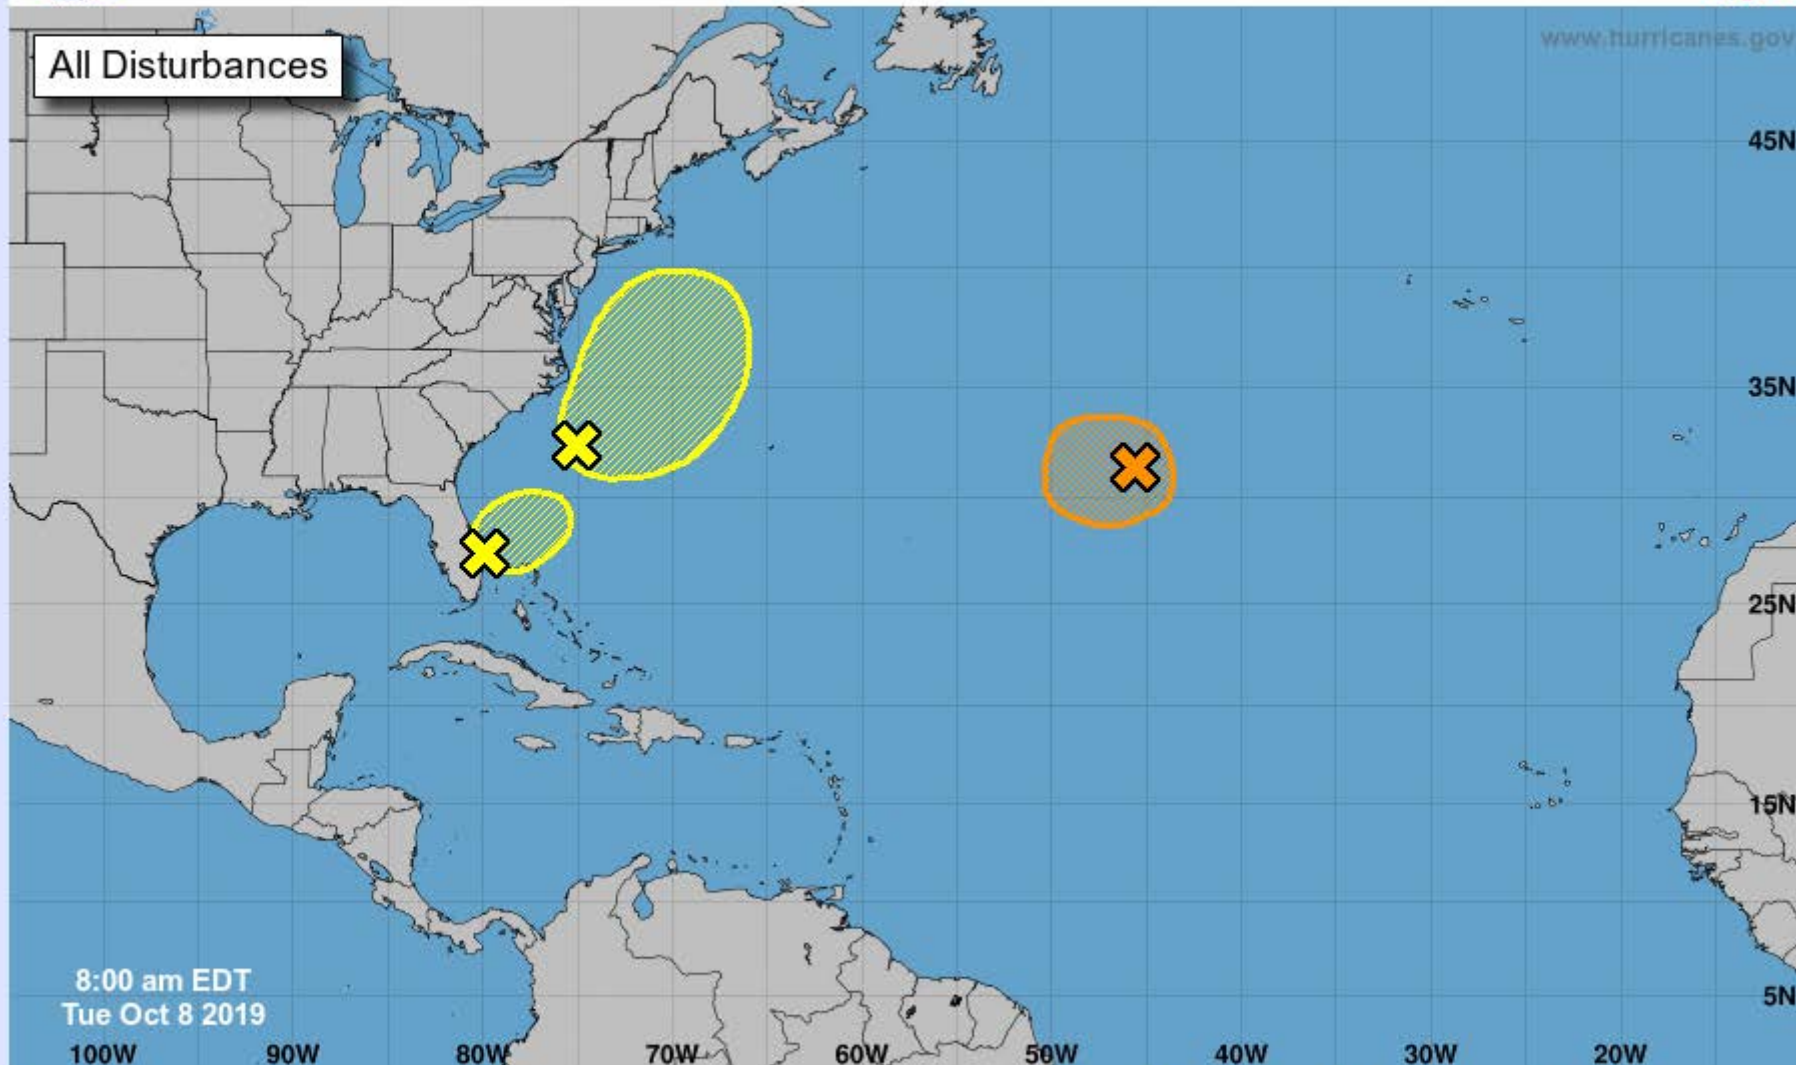 All Disturbances
www.hurricanes.gov
45N
35N
25N
15N
5N
8:00 am EDT
Tue Oct 8 2019
100W 90W 80W 70W 60W 50W 40W 30W 20W